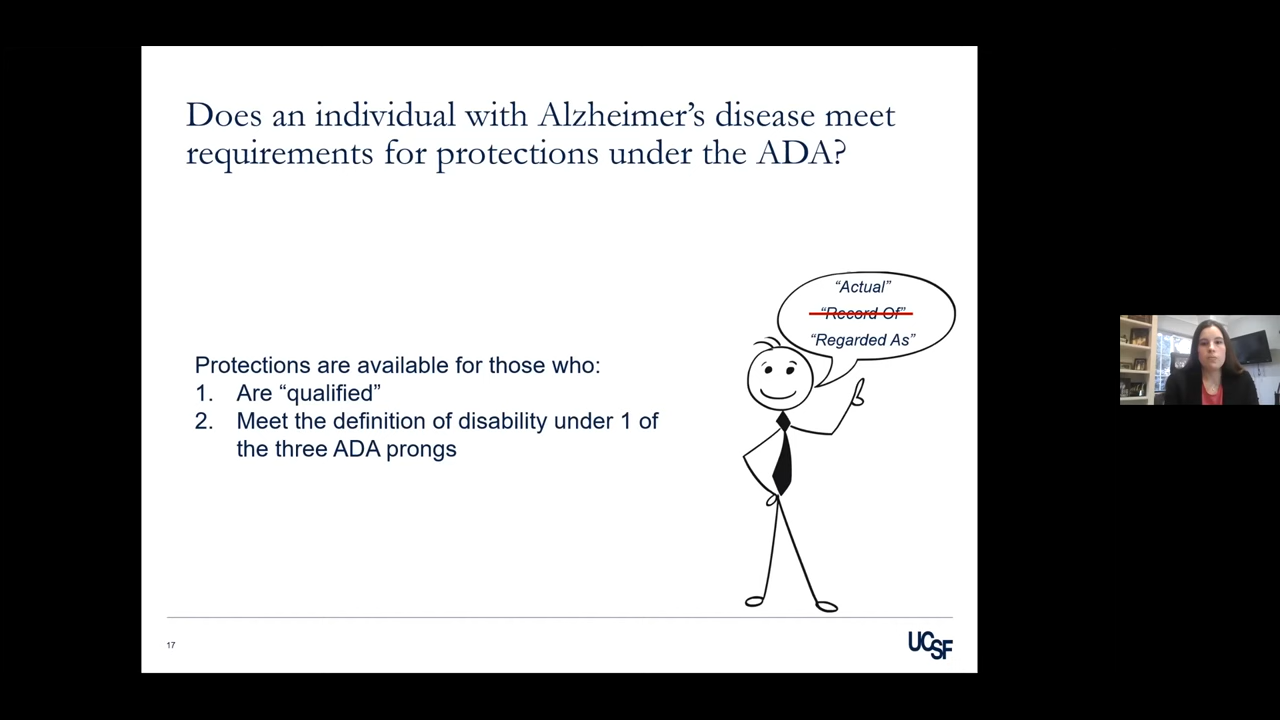 Does an individual with Alzheimer’s disease meet
requirements for protections under the ADA?
“Actual”
“Record Of”
“Regarded As”
Protections are available for those who:
1. Are “qualified”
2. Meet the definition of disability under 1 of
the three ADA prongs
17
UCSF